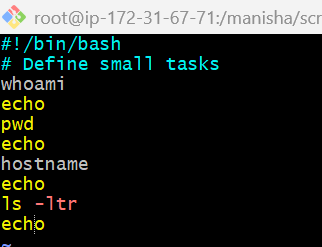 root@ip-172-31-67-71:/manisha/scr
#!/bin/bash
# Define small tasks
whoami
echo
pwd
echo
hostname
echo
ls -ltr
echo
~